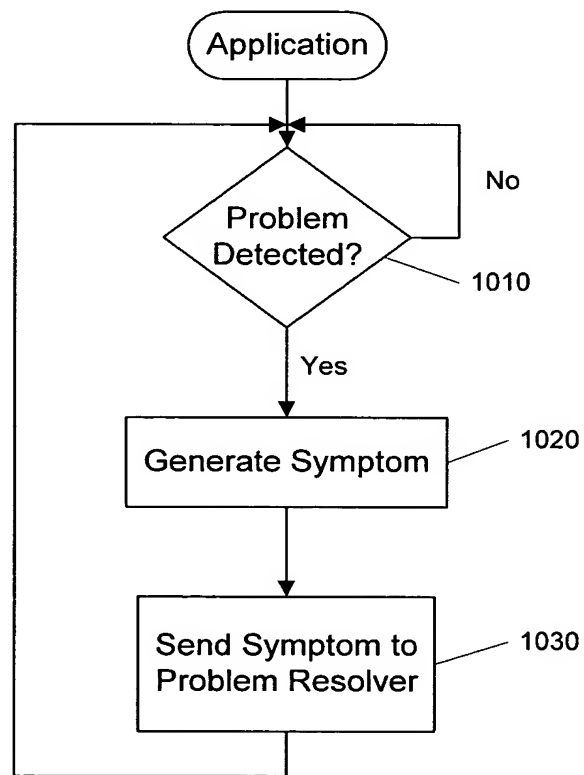 Application
No
Problem
Detected?
1010
Yes
Generate Symptom
1020
Send Symptom to
Problem Resolver
1030